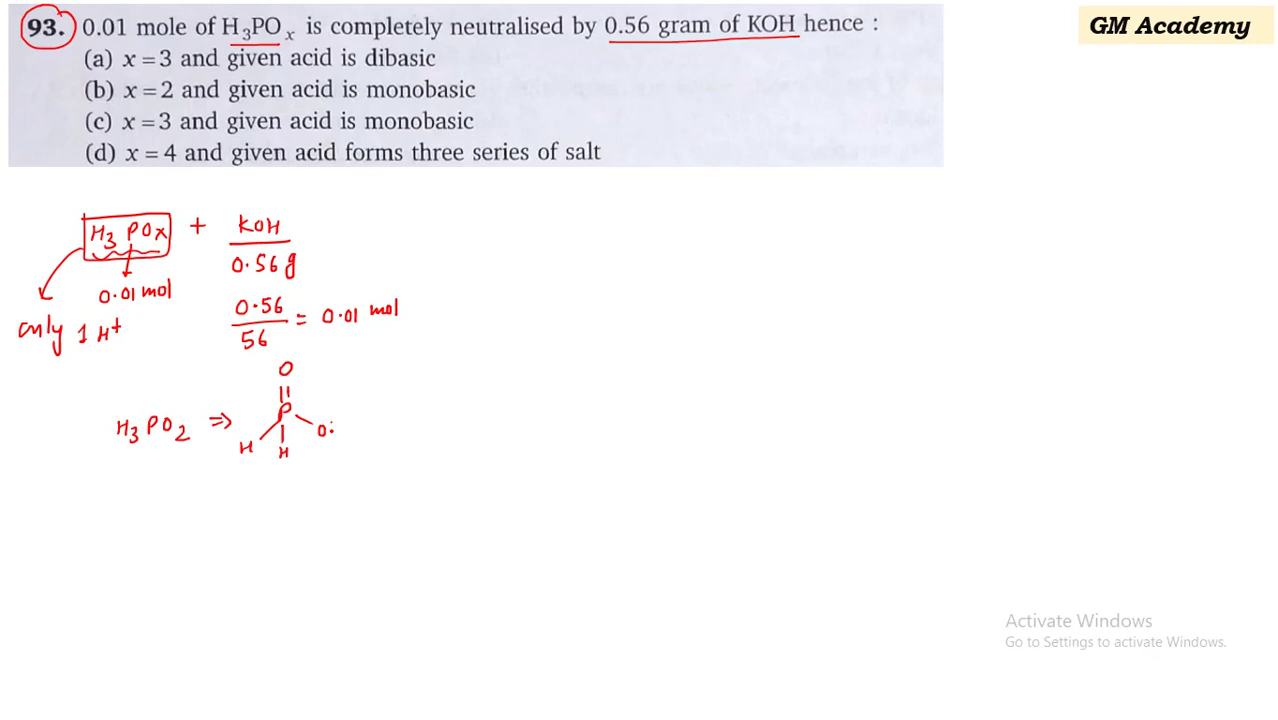 93. 0.01 mole of H₃POₓ is completely neutralised by 0.56 gram of KOH hence :
GM Academy
(a) x = 3 and given acid is dibasic
(b) x = 2 and given acid is monobasic
(c) x = 3 and given acid is monobasic
(d) x = 4 and given acid forms three series of salt
H₃ POx + KOH
0.56 g
0.01 mol
0.56 / 56 = 0.01 mol
only 1 H⁺
O
||
H₃PO₂ ⇒ P
O:
H
H
Activate Windows
Go to Settings to activate Windows.